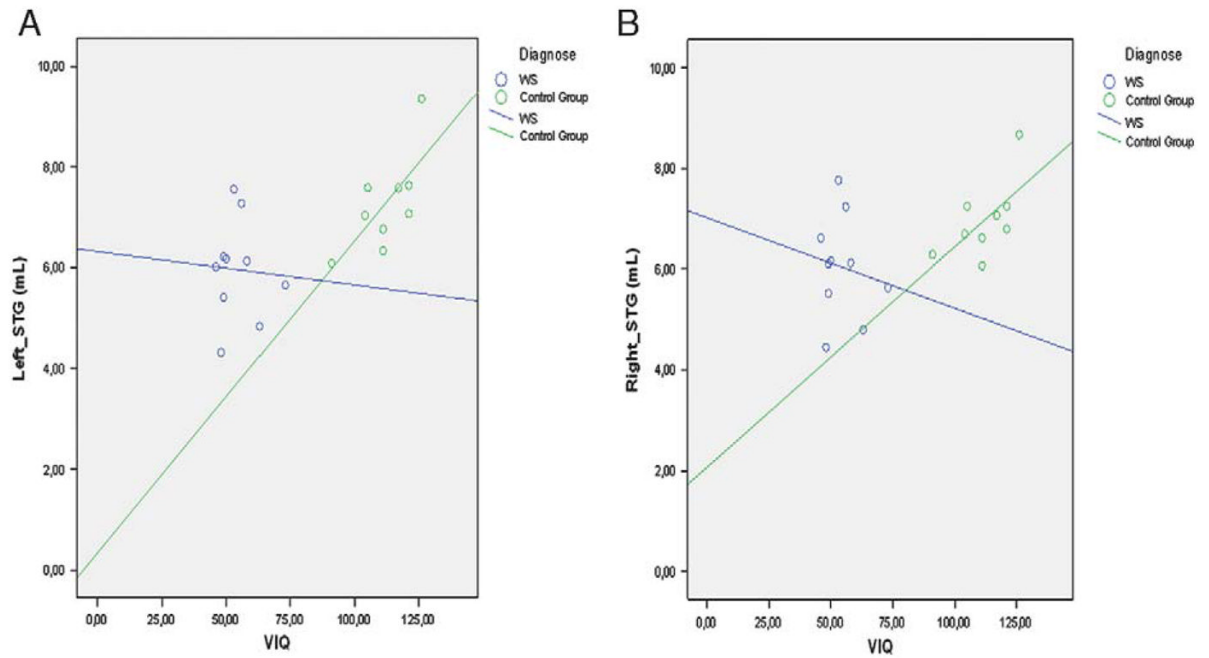 A
Diagnose
WS
Control Group
WS
Control Group
10,00
8,00
6,00
4,00
2,00
0,00
Left_STG (mL)
0,00 25,00 50,00 75,00 100,00 125,00
VIQ
B
Diagnose
WS
Control Group
WS
Control Group
10,00
8,00
6,00
4,00
2,00
0,00
Right_STG (mL)
0,00 25,00 50,00 75,00 100,00 125,00
VIQ